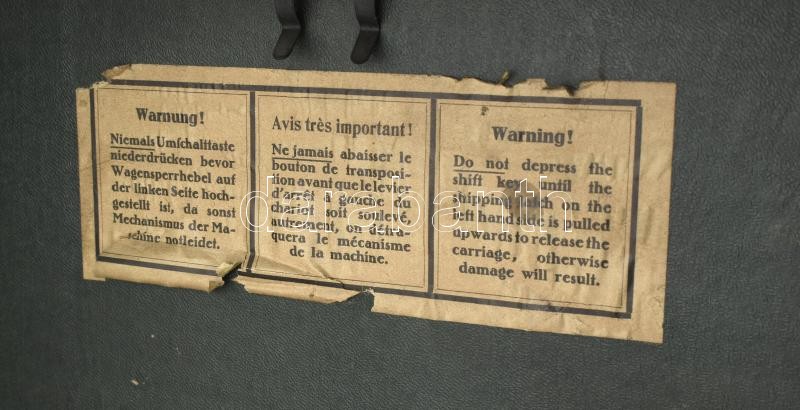 Warnung!
Niemals Umschalttaste
niederdrücken bevor
Wagensperrhebel auf
der linken Seite hoch-
gestellt ist, da sonst
Mechanismus der Ma-
schine notleidet.
Avis très important!
Ne jamais abaisser le
bouton de transposi-
tion avant que le levier
d'arrêt à gauche du
chariot soit soulevé,
autrement, on détra-
quera le mécanisme
de la machine.
Warning!
Do not depress the
shift key until the
shipping latch on the
left hand side is pulled
upwards to release the
carriage, otherwise
damage will result.
darabanth